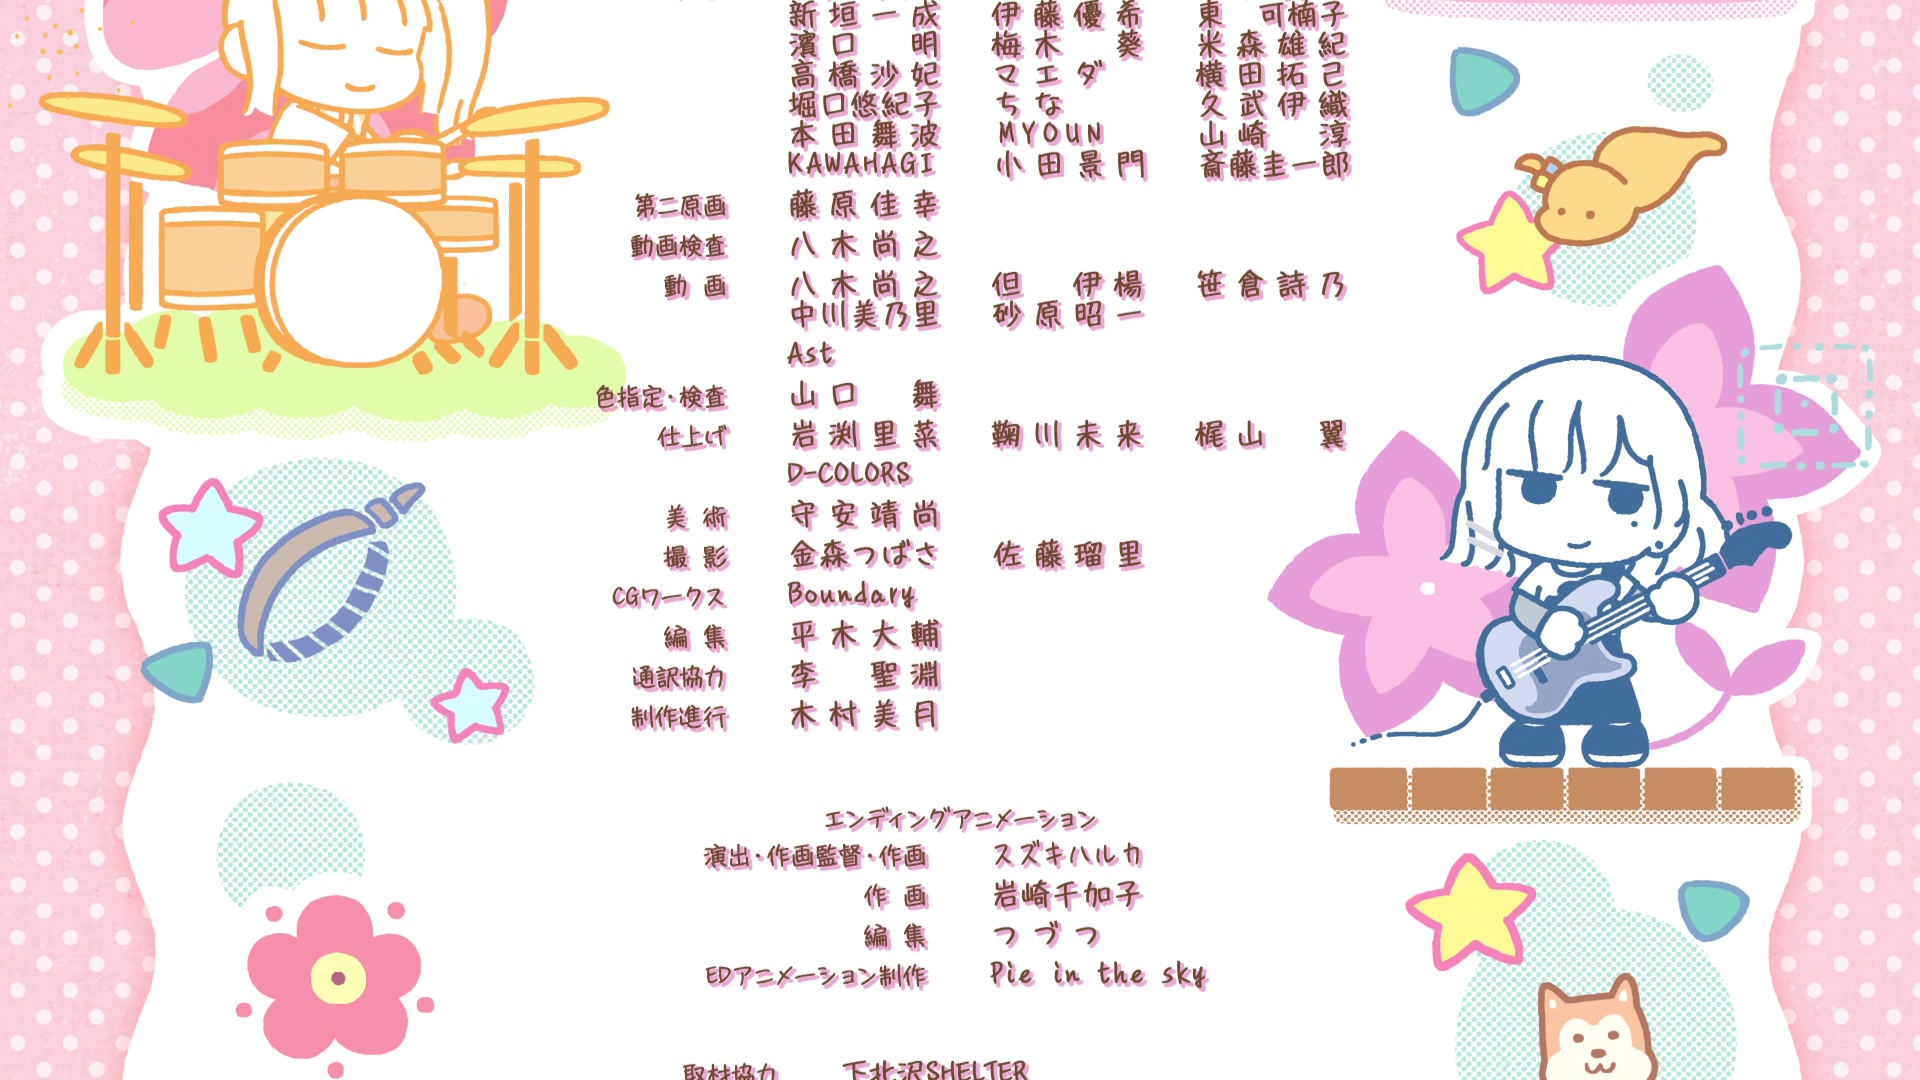 新垣一成 伊藤優希 東 可楠子
濱口 明 梅木 葵 米森雄紀
高橋沙妃 マエダ 横田拓己
堀口悠紀子 ちな 久武伊織
本田舞波 MYOUN 山崎 淳
KAWAHAGI 小田景門 斎藤圭一郎
第二原画 藤原佳幸
動画検査 八木尚之
動画 八木尚之 但 伊楊 笹倉詩乃
中川美乃里 砂原昭一
Ast
色指定・検査 山口 舞
仕上げ 岩渕里菜 鞠川未来 梶山 翼
D-COLORS
美術 守安靖尚
撮影 金森つばさ 佐藤瑠里
CGワークス Boundary
編集 平木大輔
通訳協力 李 聖淵
制作進行 木村美月
エンディングアニメーション
演出・作画監督・作画 スズキハルカ
作画 岩崎千加子
編集 つづつ
EDアニメーション制作 Pie in the sky
取材協力 下北沢SHELTER